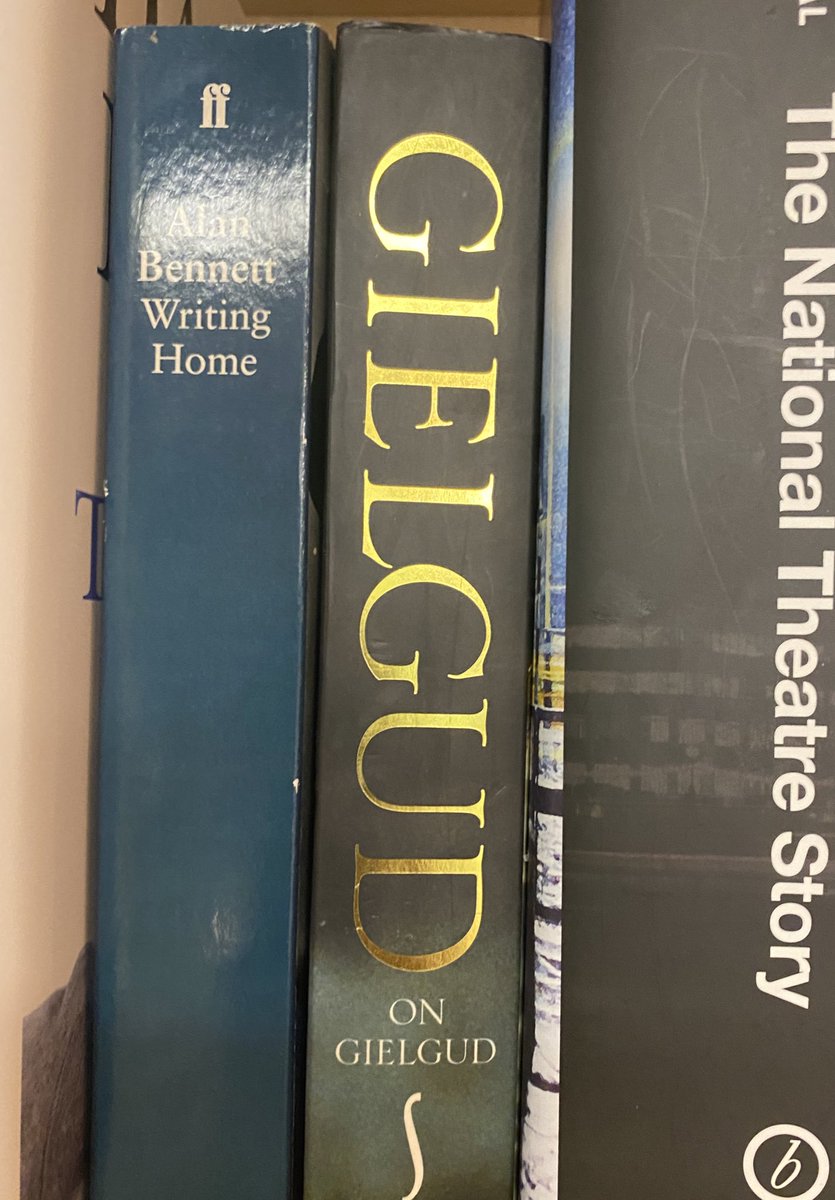 ff
Alan
Bennett
Writing
Home
GIELGUD
ON
GIELGUD
The National Theatre Story
b